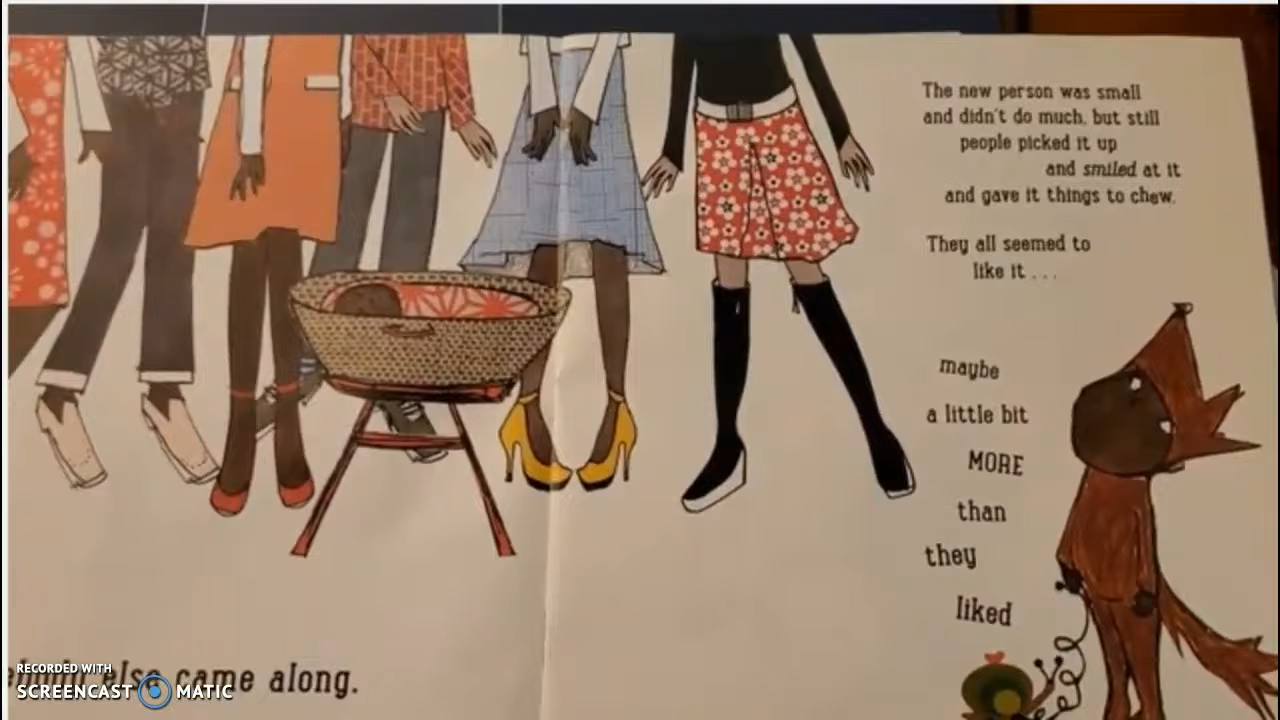 The new person was small
and didn't do much, but still
people picked it up
and smiled at it
and gave it things to chew.
They all seemed to
like it . . .
maybe
a little bit
MORE
than
they
liked
else came along.
RECORDED WITH
SCREENCAST MATIC